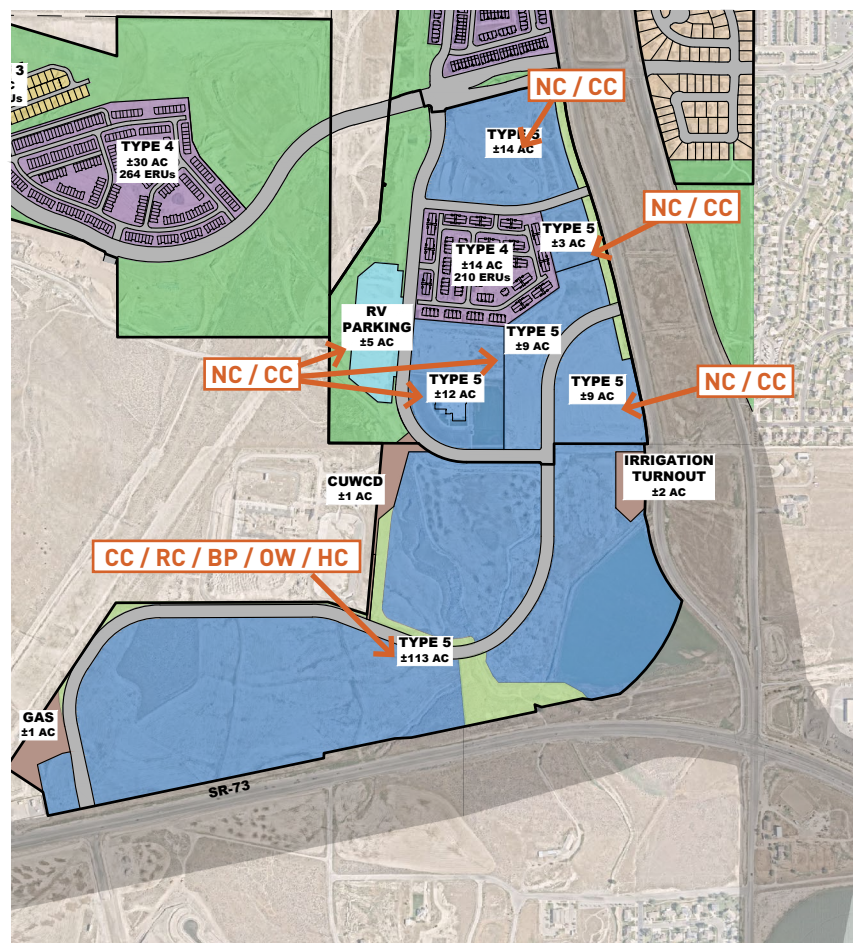 NC / CC
3
TYPE 5
±14 AC
TYPE 4
±30 AC
264 ERUs
NC / CC
TYPE 5
±3 AC
TYPE 4
±14 AC
210 ERUs
RV
PARKING
±5 AC
TYPE 5
±9 AC
NC / CC
TYPE 5
±12 AC
TYPE 5
±9 AC
NC / CC
CUWCD
±1 AC
IRRIGATION
TURNOUT
±2 AC
CC / RC / BP / OW / HC
TYPE 5
±113 AC
GAS
±1 AC
SR-73